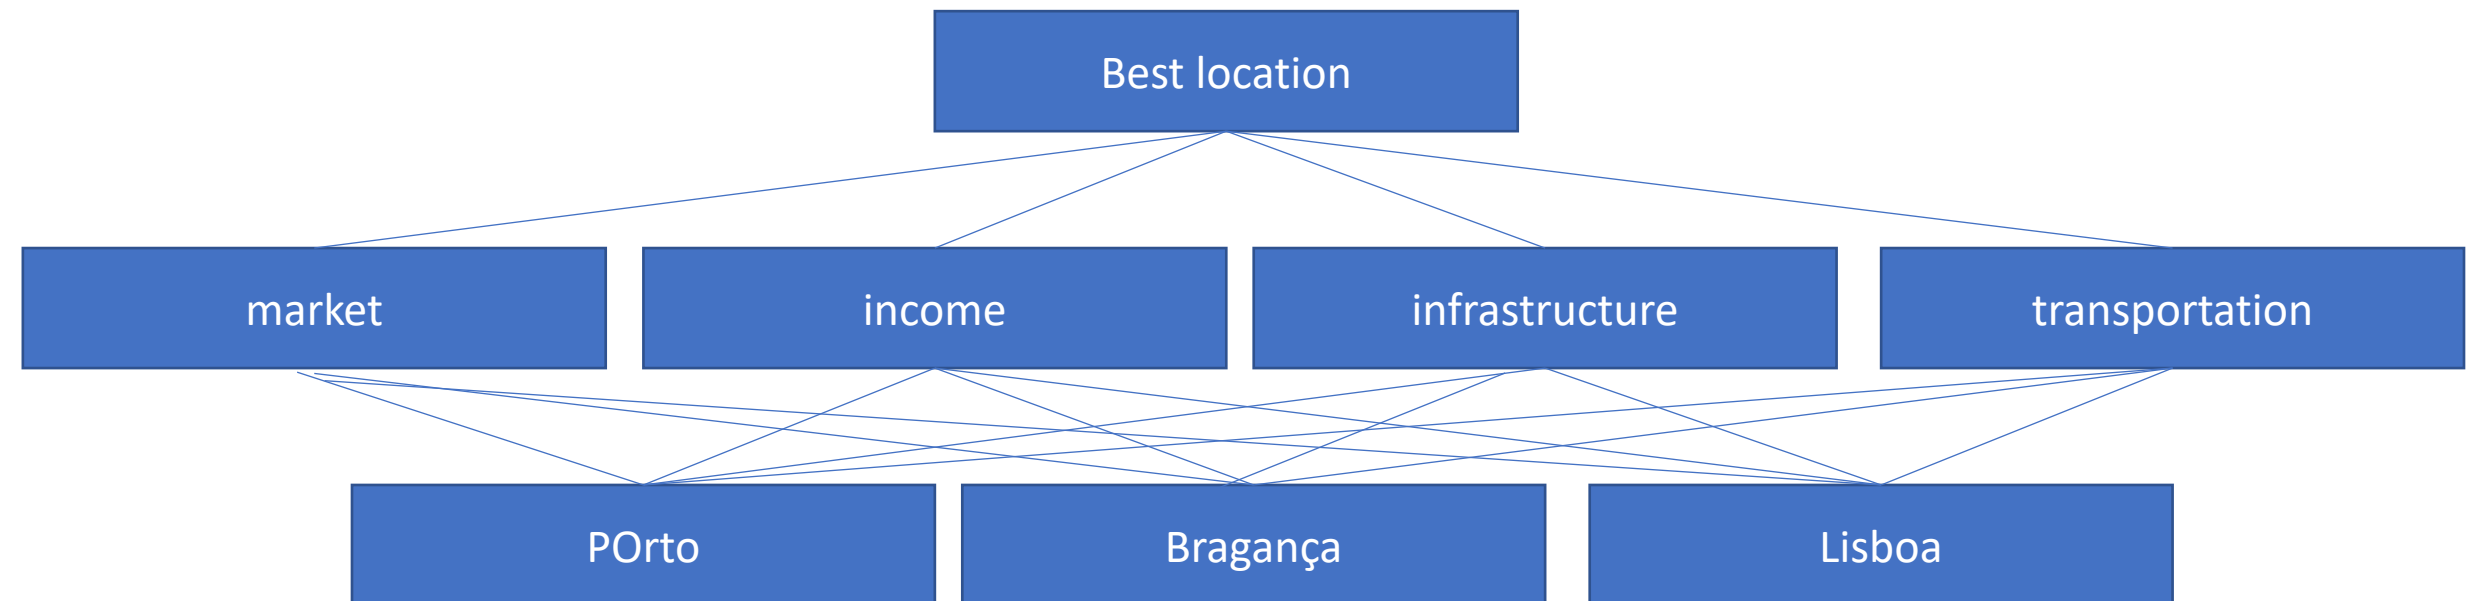 Best location
market
income
infrastructure
transportation
POrto
Bragança
Lisboa